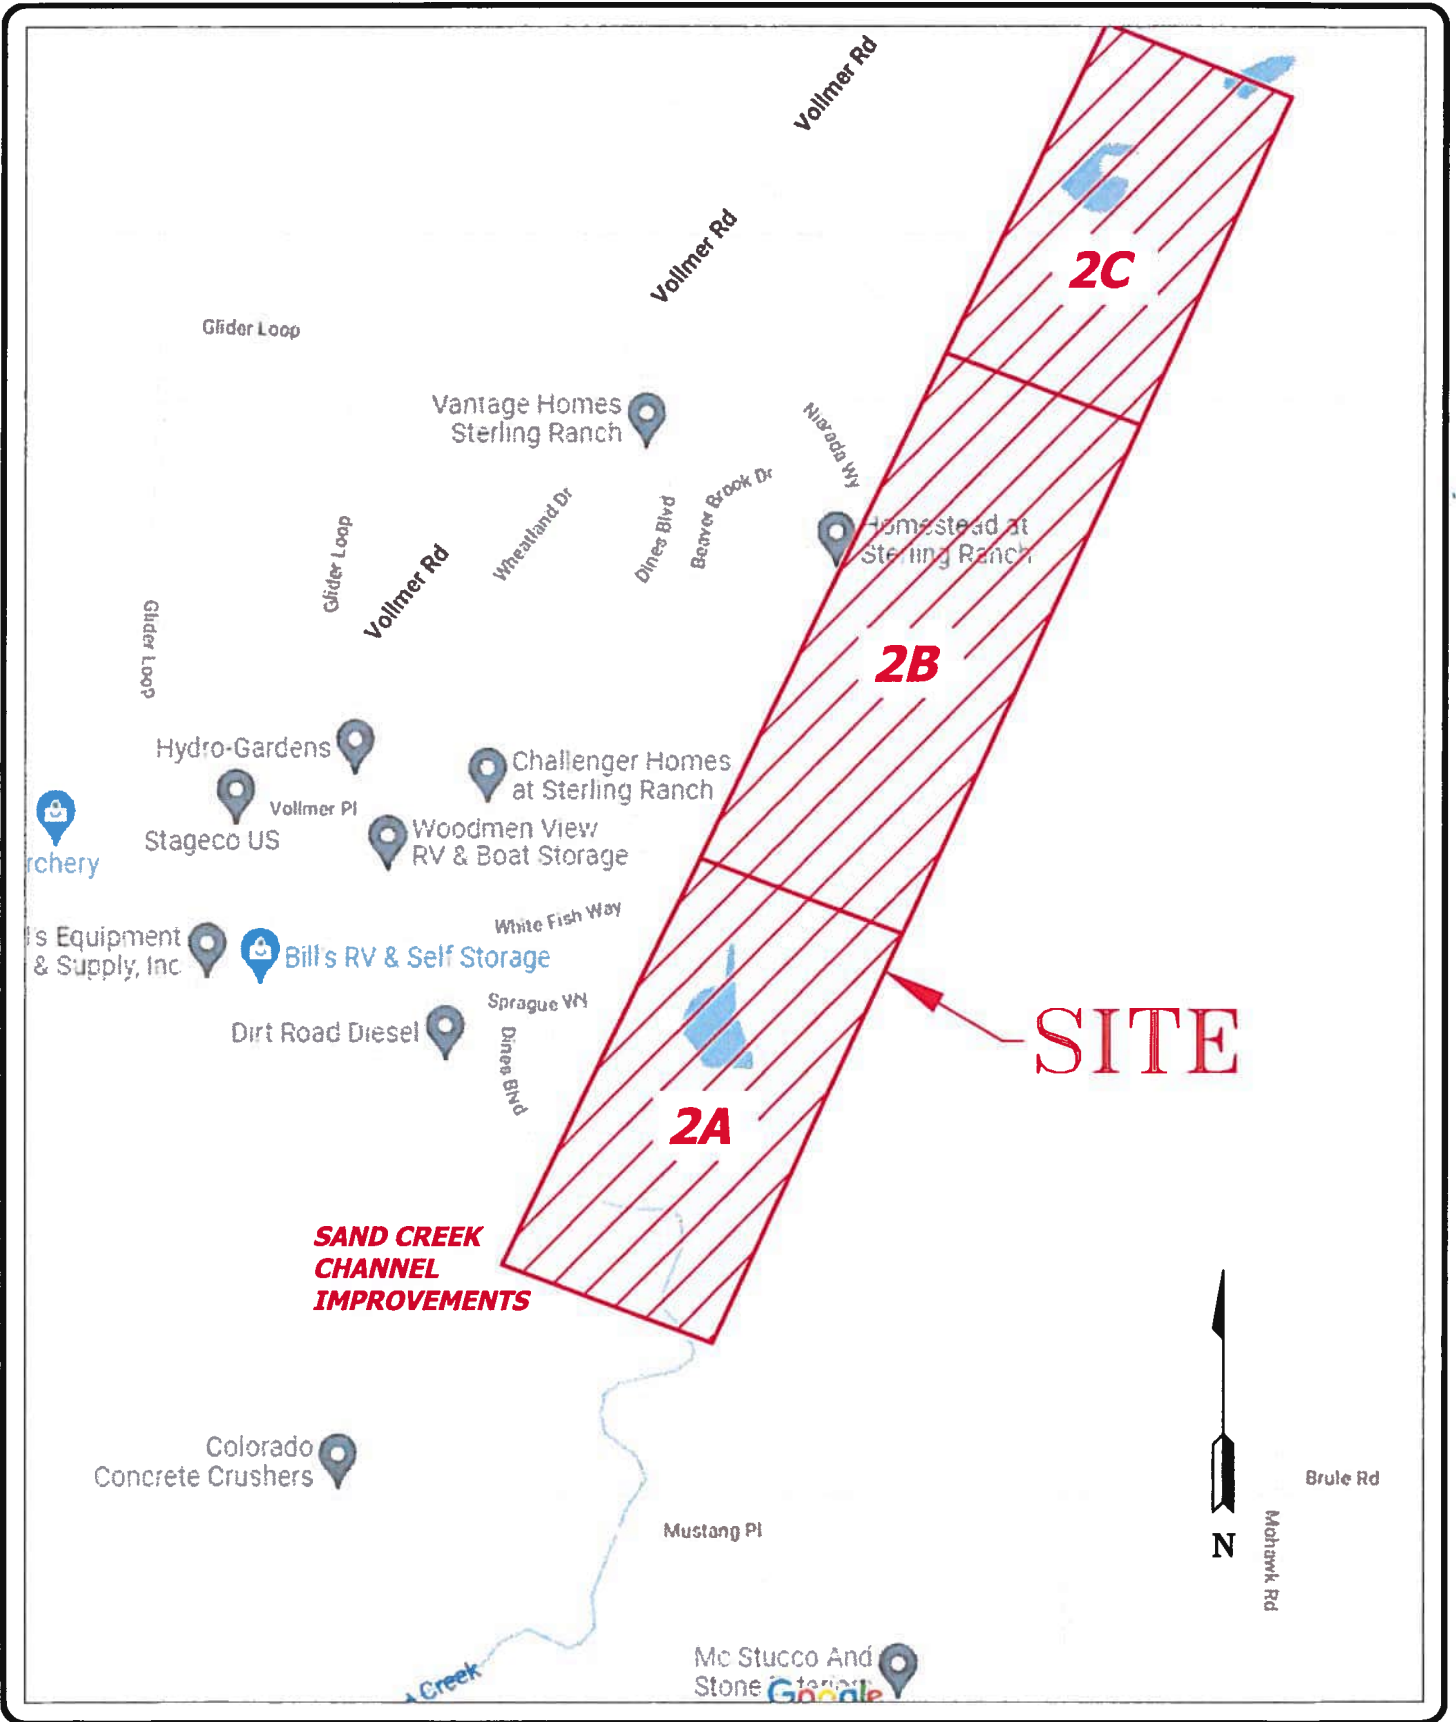 Vollmer Rd
Vollmer Rd
2C
Glider Loop
Vantage Homes
Sterling Ranch
Beaver Brook Dr
Wheatland Dr
Dines Blvd
Glider Loop
Vollmer Rd
Homestead at
Sterling Ranch
Glider Loop
2B
Hydro-Gardens
Challenger Homes
at Sterling Ranch
Vollmer Pl
Stageco US
Woodmen View
RV & Boat Storage
rchery
White Fish Way
's Equipment
& Supply, Inc
Bill's RV & Self Storage
Sprague
Dirt Road Diesel
Dines Blvd
SITE
2A
SAND CREEK
CHANNEL
IMPROVEMENTS
Colorado
Concrete Crushers
Brule Rd
Mustang Pl
Mohawk Rd
N
Mc Stucco And
Stone
Google
Creek